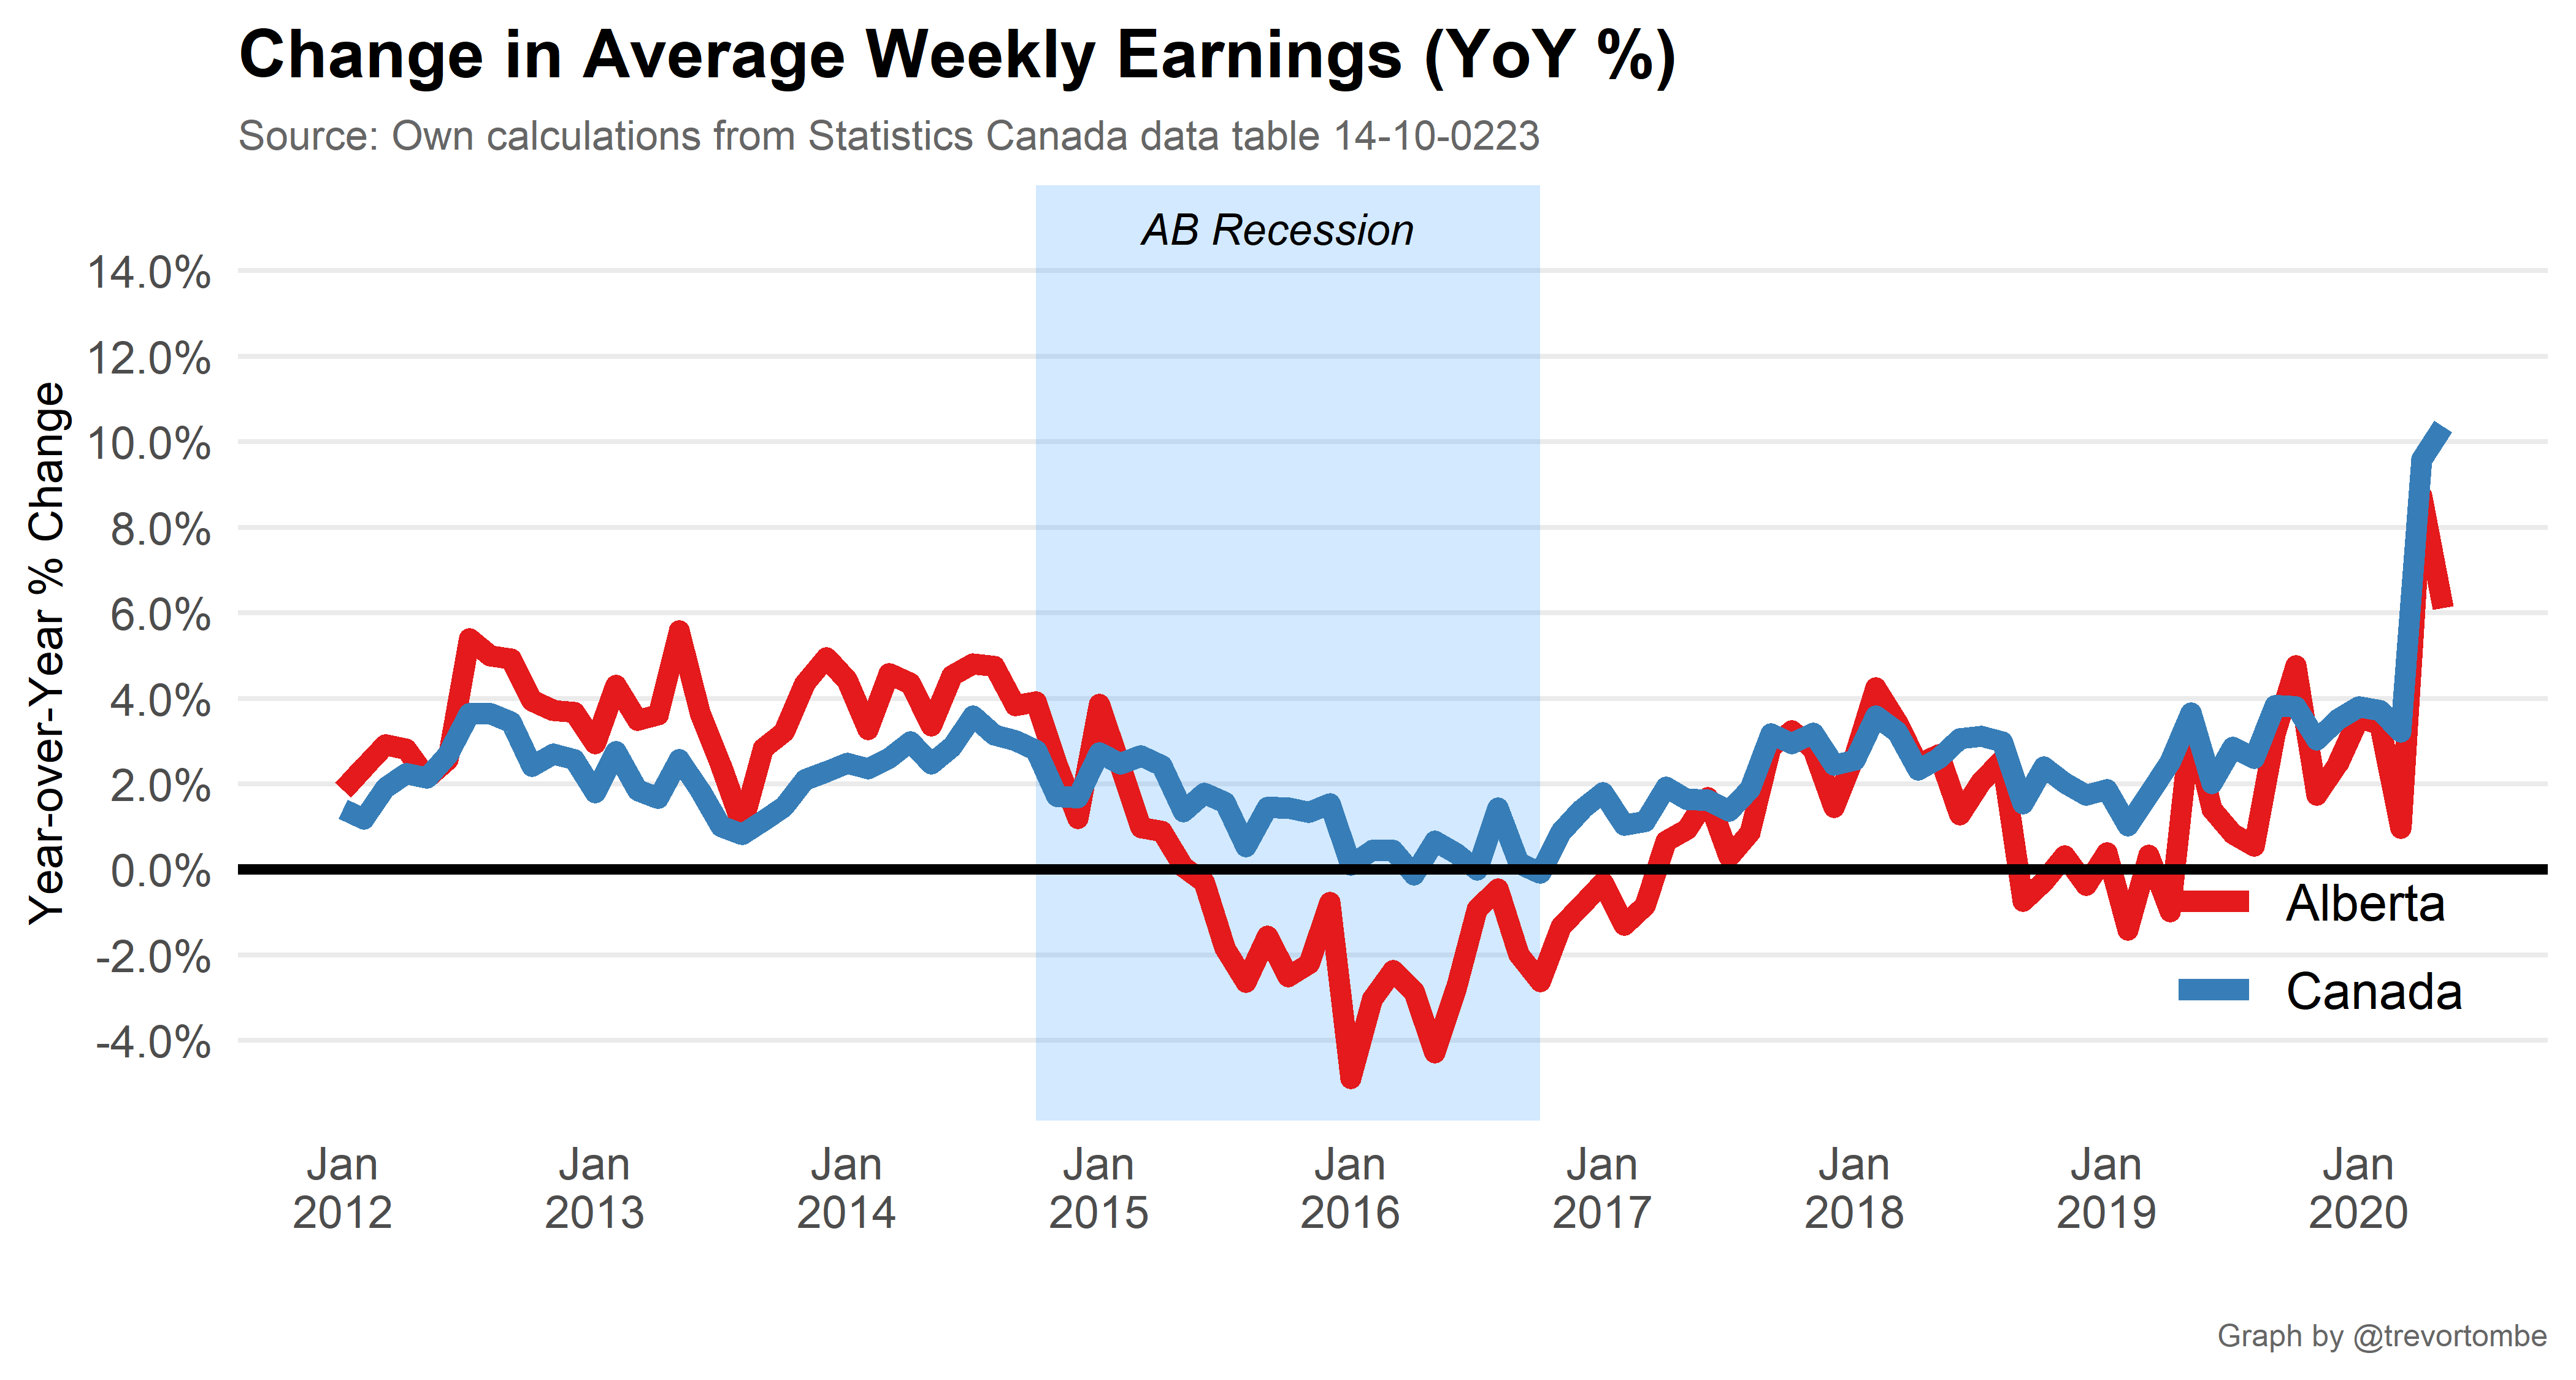 Change in Average Weekly Earnings (YoY %)
Source: Own calculations from Statistics Canada data table 14-10-0223
AB Recession
Year-over-Year % Change
14.0%
12.0%
10.0%
8.0%
6.0%
4.0%
2.0%
0.0%
-2.0%
-4.0%
Alberta
Canada
Jan Jan Jan Jan Jan Jan Jan Jan Jan
2012 2013 2014 2015 2016 2017 2018 2019 2020
Graph by @trevortombe